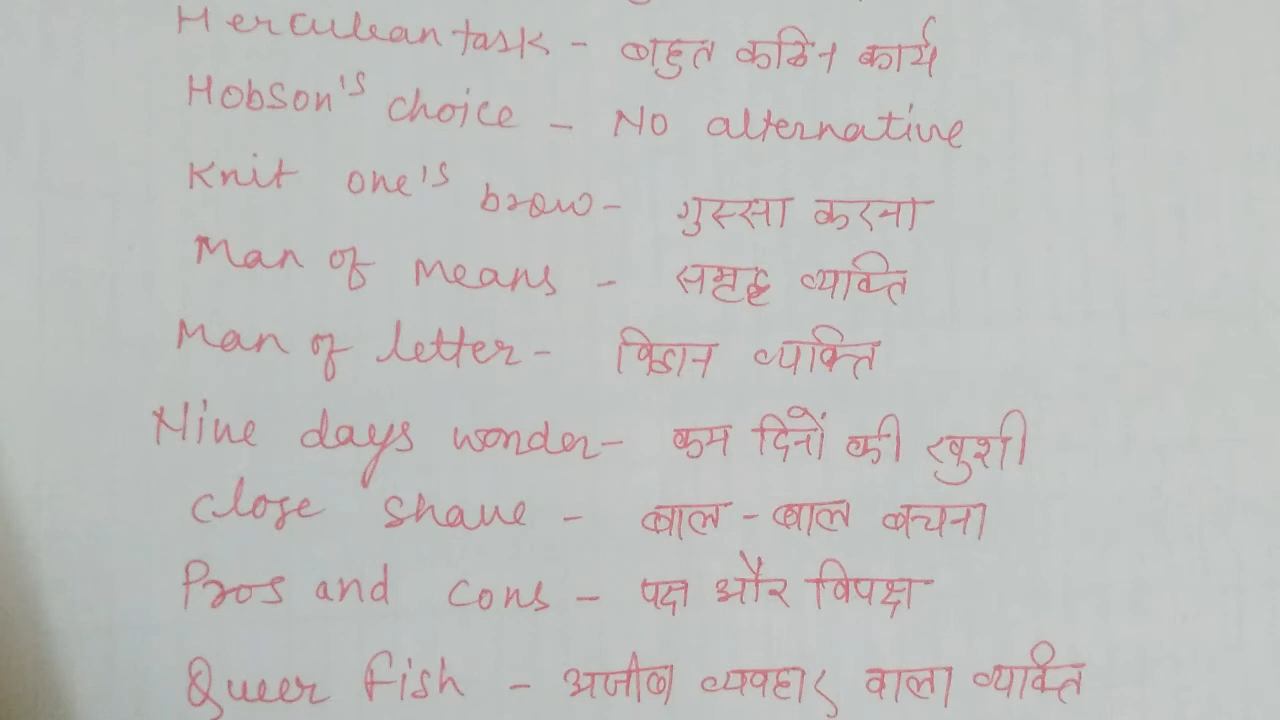 Herculean task - बहुत कठिन कार्य
Hobson's choice - No alternative
Knit one's brow - गुस्सा करना
Man of means - समृद्ध व्यक्ति
Man of letter - विद्वान व्यक्ति
Nine days wonder - कम दिनों की खुशी
Close shave - बाल - बाल बचना
Pros and cons - पक्ष और विपक्ष
Queer fish - अजीब व्यवहार वाला व्यक्ति